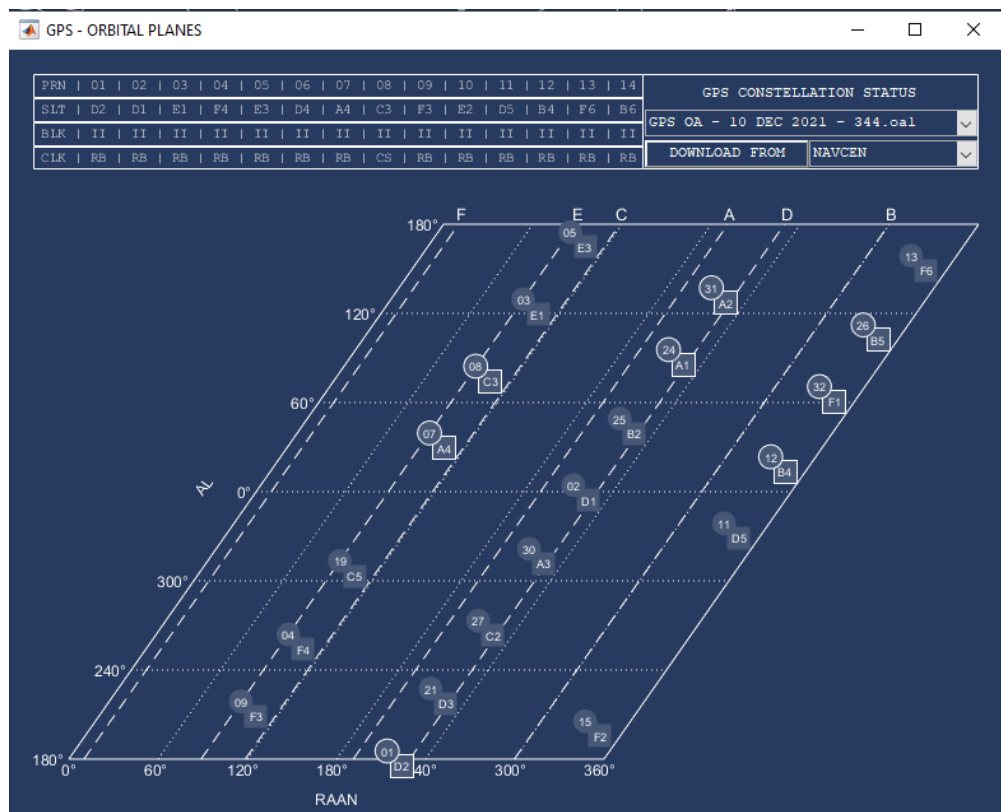 GPS - ORBITAL PLANES
PRN | 01 | 02 | 03 | 04 | 05 | 06 | 07 | 08 | 09 | 10 | 11 | 12 | 13 | 14
SLT | D2 | D1 | E1 | F4 | E3 | D4 | A4 | C3 | F3 | E2 | D5 | B4 | F6 | B6
BLK | II | II | II | II | II | II | II | II | II | II | II | II | II | II
CLK | RB | RB | RB | RB | RB | RB | RB | CS | RB | RB | RB | RB | RB | RB
GPS CONSTELLATION STATUS
GPS OA - 10 DEC 2021 - 344.oal
DOWNLOAD FROM NAVCEN
F E C A D B
180°
05
E3
13
F6
31
A2
03
E1
120°
26
B5
24
A1
08
C3
32
F1
60°
25
B2
07
A4
12
B4
AL
0°
02
D1
11
D5
30
A3
19
C5
300°
27
C2
04
F4
240°
21
D3
09
F3
15
F2
01
D2
180°
0° 60° 120° 180° 40° 300° 360°
RAAN